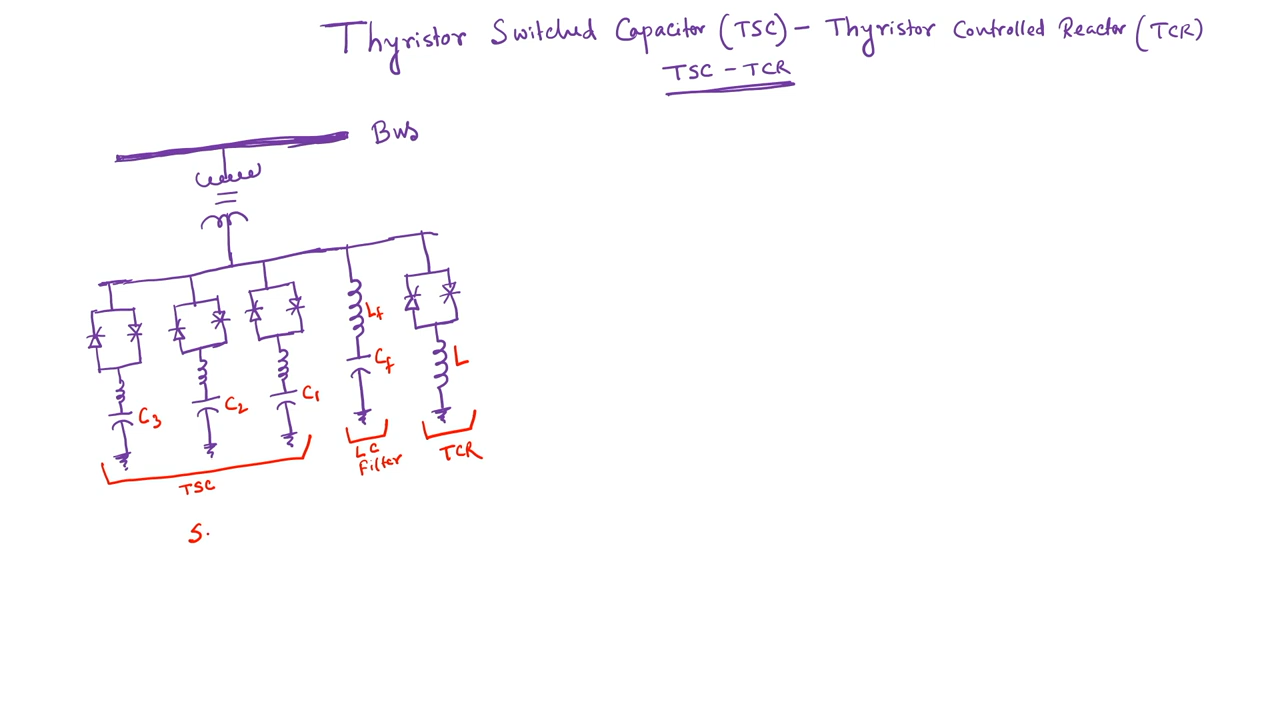 Thyristor Switched Capacitor (TSC) - Thyristor Controlled Reactor (TCR)
TSC - TCR
Bus
Lf
Cf
L
C3
C2
C1
TSC
LC
Filter
TCR
S.